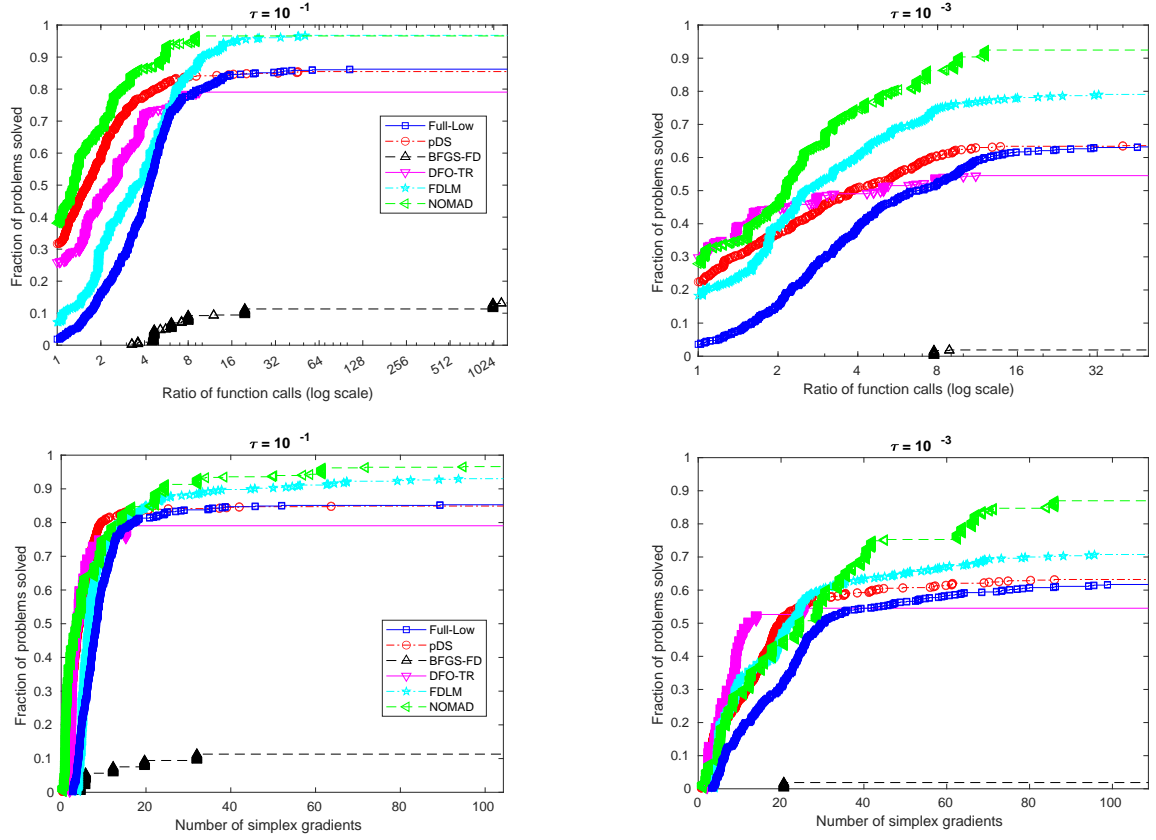 τ = 10 -1
1
0.9
0.8
0.7
0.6
0.5
0.4
0.3
0.2
0.1
0
Fraction of problems solved
Full-Low
pDS
BFGS-FD
DFO-TR
FDLM
NOMAD
1 2 4 8 16 32 64 128 256 512 1024
Ratio of function calls (log scale)
τ = 10 -3
1
0.9
0.8
0.7
0.6
0.5
0.4
0.3
0.2
0.1
0
Fraction of problems solved
1 2 4 8 16 32
Ratio of function calls (log scale)
τ = 10 -1
1
0.9
0.8
0.7
0.6
0.5
0.4
0.3
0.2
0.1
0
Fraction of problems solved
Full-Low
pDS
BFGS-FD
DFO-TR
FDLM
NOMAD
0 20 40 60 80 100
Number of simplex gradients
τ = 10 -3
1
0.9
0.8
0.7
0.6
0.5
0.4
0.3
0.2
0.1
0
Fraction of problems solved
0 20 40 60 80 100
Number of simplex gradients